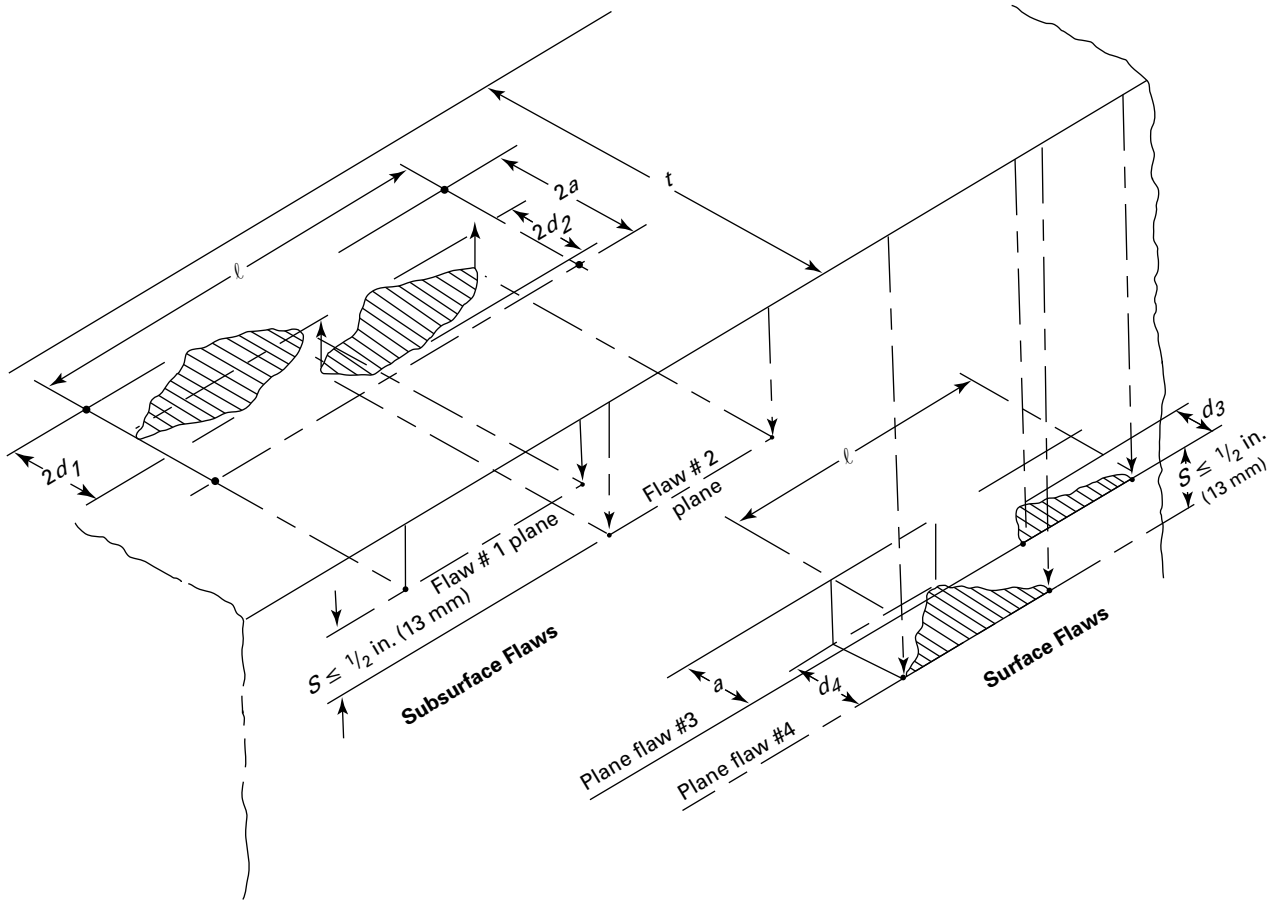 t
2a
2d2
ℓ
2d1
d3
S ≤ 1/2 in.
(13 mm)
ℓ
Flaw # 2
plane
Flaw # 1 plane
S ≤ 1/2 in. (13 mm)
Subsurface Flaws
Surface Flaws
a
d4
Plane flaw #3
Plane flaw #4